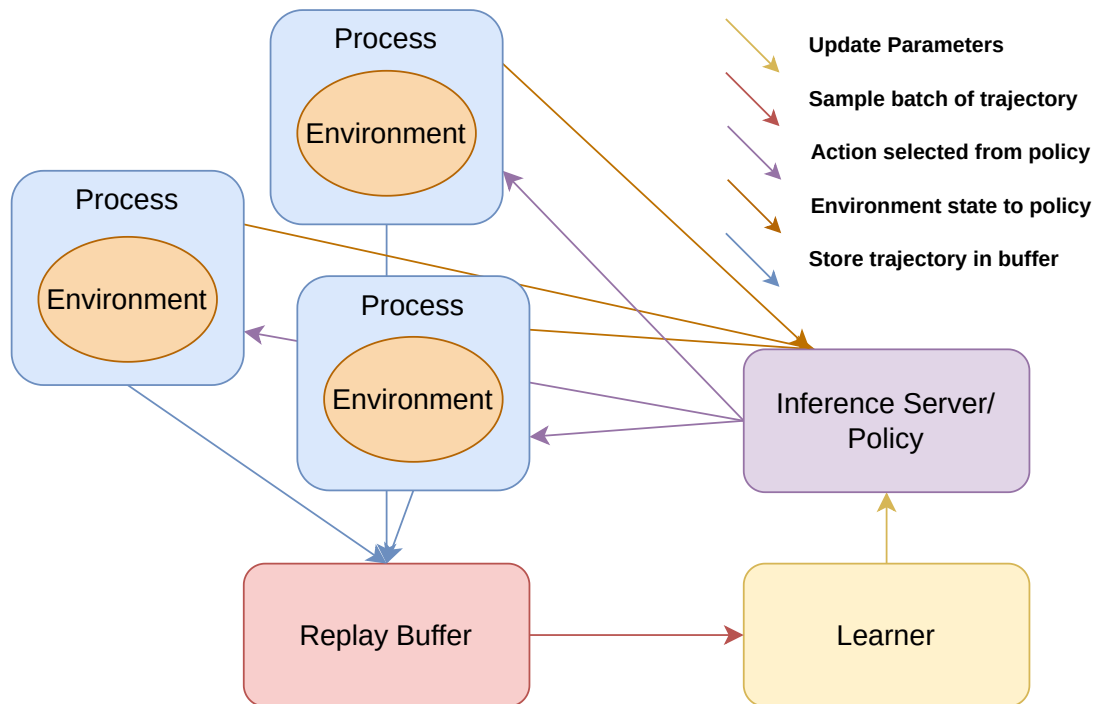 Process
Environment
Process
Environment
Process
Environment
Update Parameters
Sample batch of trajectory
Action selected from policy
Environment state to policy
Store trajectory in buffer
Inference Server/
Policy
Replay Buffer
Learner